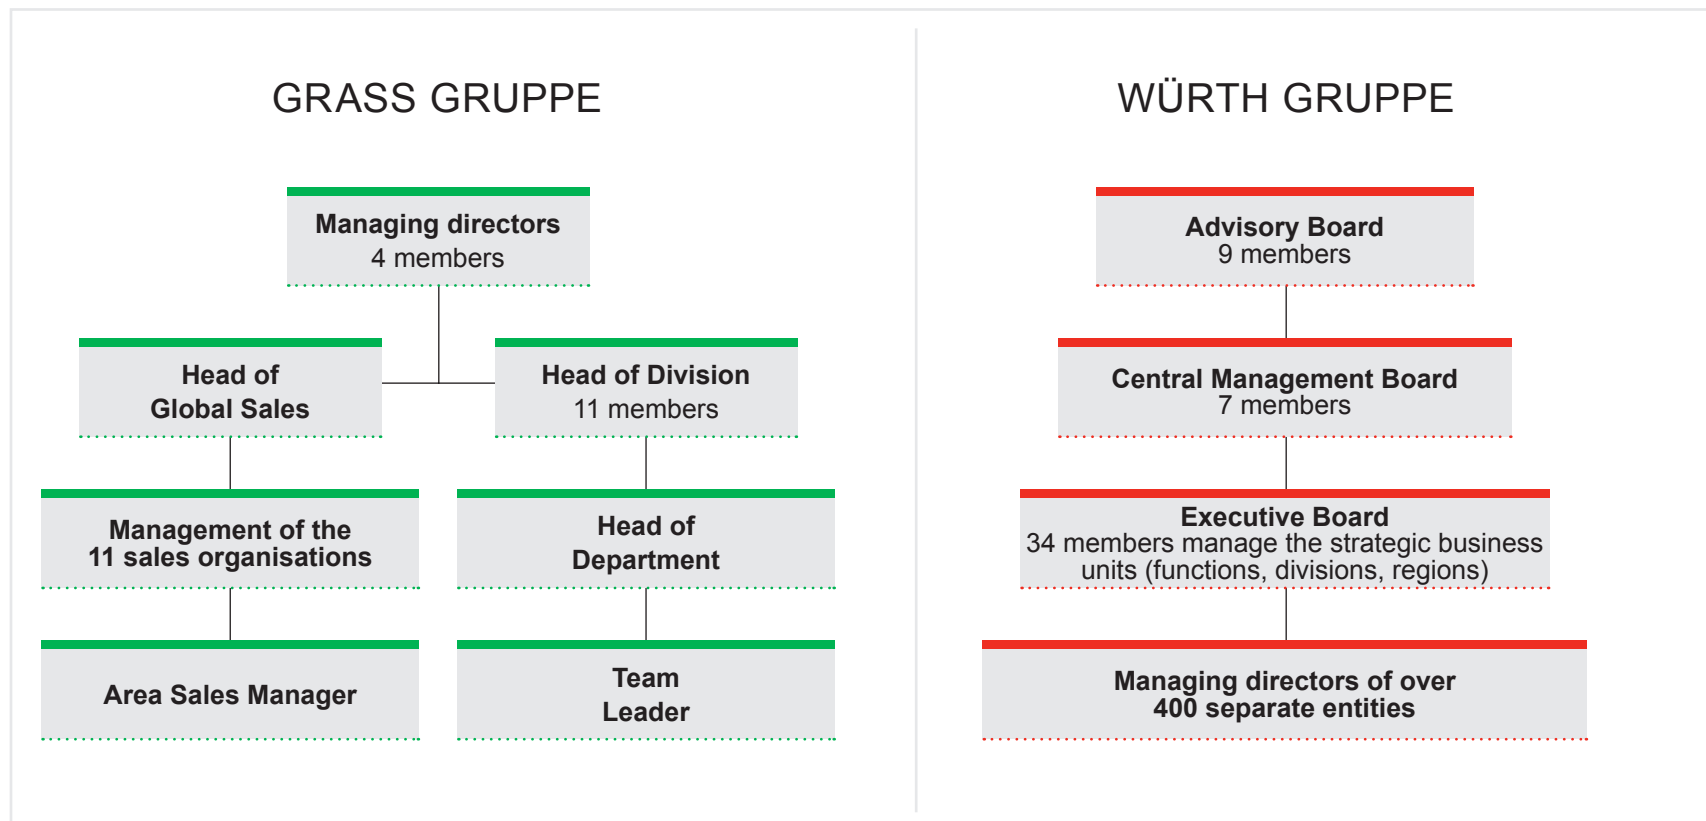 GRASS GRUPPE
Managing directors
4 members
Head of
Global Sales
Head of Division
11 members
Management of the
11 sales organisations
Head of
Department
Area Sales Manager
Team
Leader
WÜRTH GRUPPE
Advisory Board
9 members
Central Management Board
7 members
Executive Board
34 members manage the strategic business
units (functions, divisions, regions)
Managing directors of over
400 separate entities